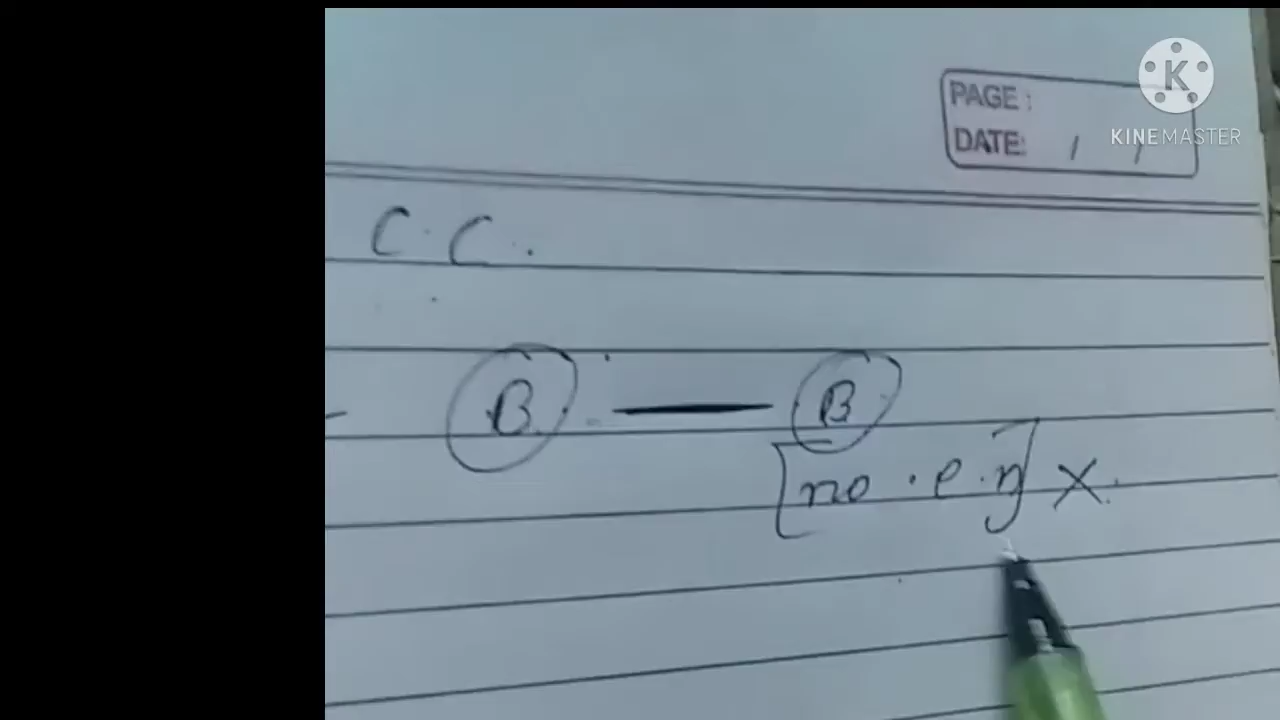 PAGE:
DATE: / /
K
KINEMASTER
C.C.
B — B
[no.e.n] X